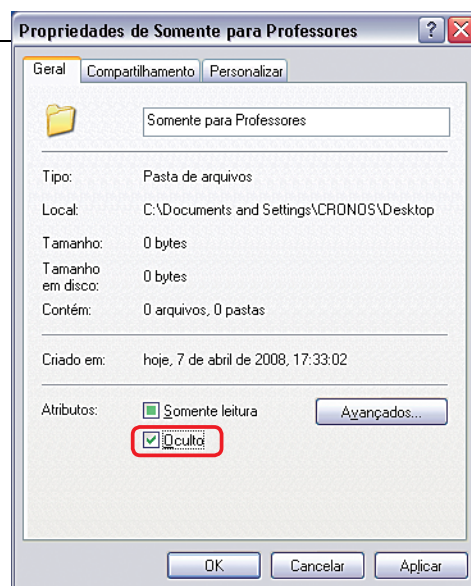 Propriedades de Somente para Professores
Geral Compartilhamento Personalizar
Somente para Professores
Tipo: Pasta de arquivos
Local: C:\Documents and Settings\CRONOS\Desktop
Tamanho: 0 bytes
Tamanho em disco: 0 bytes
Contém: 0 arquivos, 0 pastas
Criado em: hoje, 7 de abril de 2008, 17:33:02
Atributos: Somente leitura Avançados...
Oculto
OK Cancelar Aplicar